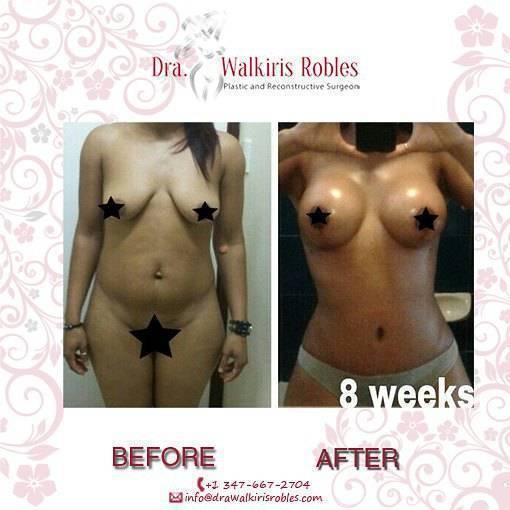 Dra. Walkiris Robles
Plastic and Reconstructive Surgeon
8 weeks
BEFORE
AFTER
+1 347-667-2704
info@drawalkirisrobles.com